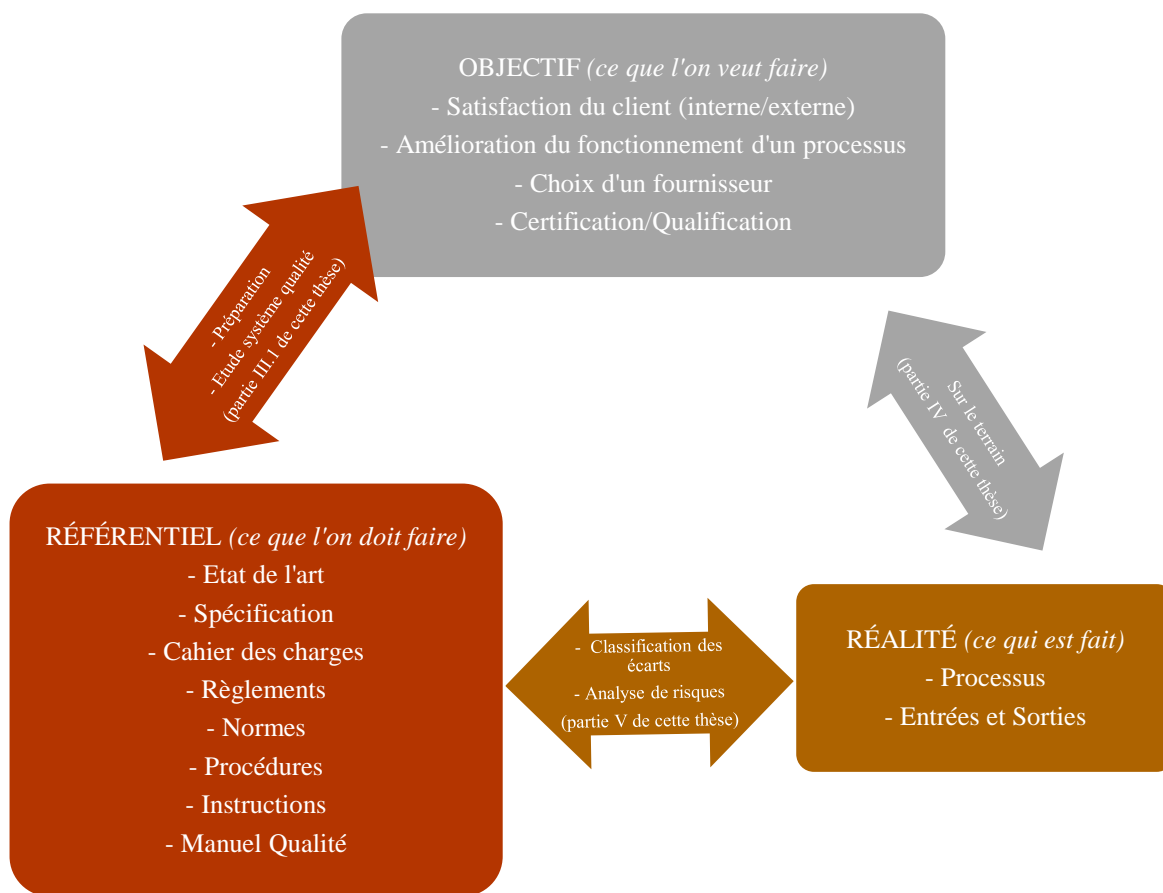 OBJECTIF (ce que l'on veut faire)
- Satisfaction du client (interne/externe)
- Amélioration du fonctionnement d'un processus
- Choix d'un fournisseur
- Certification/Qualification
- Préparation
- Etude système qualité
(partie III.1 de cette thèse)
Sur le terrain
(partie IV de cette thèse)
RÉFÉRENTIEL (ce que l'on doit faire)
- Etat de l'art
- Spécification
- Cahier des charges
- Règlements
- Normes
- Procédures
- Instructions
- Manuel Qualité
- Classification des
écarts
- Analyse de risques
(partie V de cette thèse)
RÉALITÉ (ce qui est fait)
- Processus
- Entrées et Sorties